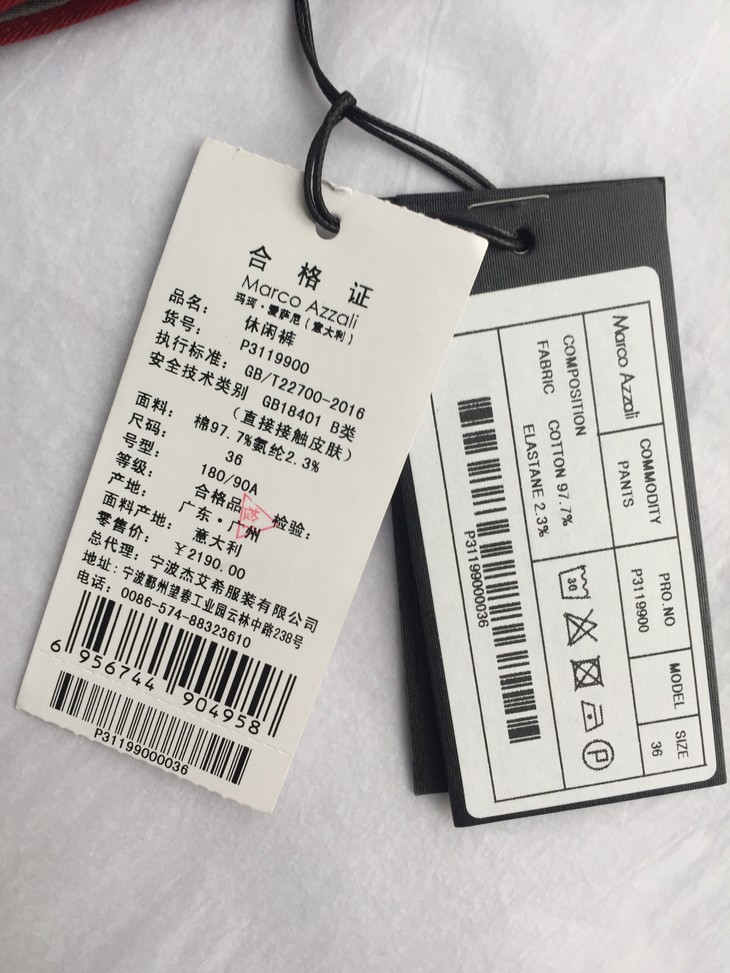 合格证
Marco Azzali
玛珂·爱萨尼(意大利)
品名: 休闲裤
货号: P3119900
执行标准: GB/T22700-2016
安全技术类别 GB18401 B类
(直接接触皮肤)
面料: 棉97.7%氨纶2.3%
尺码: 36
号型: 180/90A
等级: 合格品 检验:
检
产地: 广东·广州
面料产地: 意大利
零售价: ¥2190.00
总代理: 宁波杰艾希服装有限公司
地址: 宁波鄞州望春工业园云林中路238号
电话: 0086-574-88323610
6 956744 904958
P31199000036
Marco Azzali
COMMODITY
PANTS
PRO.NO
P3119900
MODEL
SIZE
36
COMPOSITION
FABRIC COTTON 97.7%
ELASTANE 2.3%
30
P
P31199000036